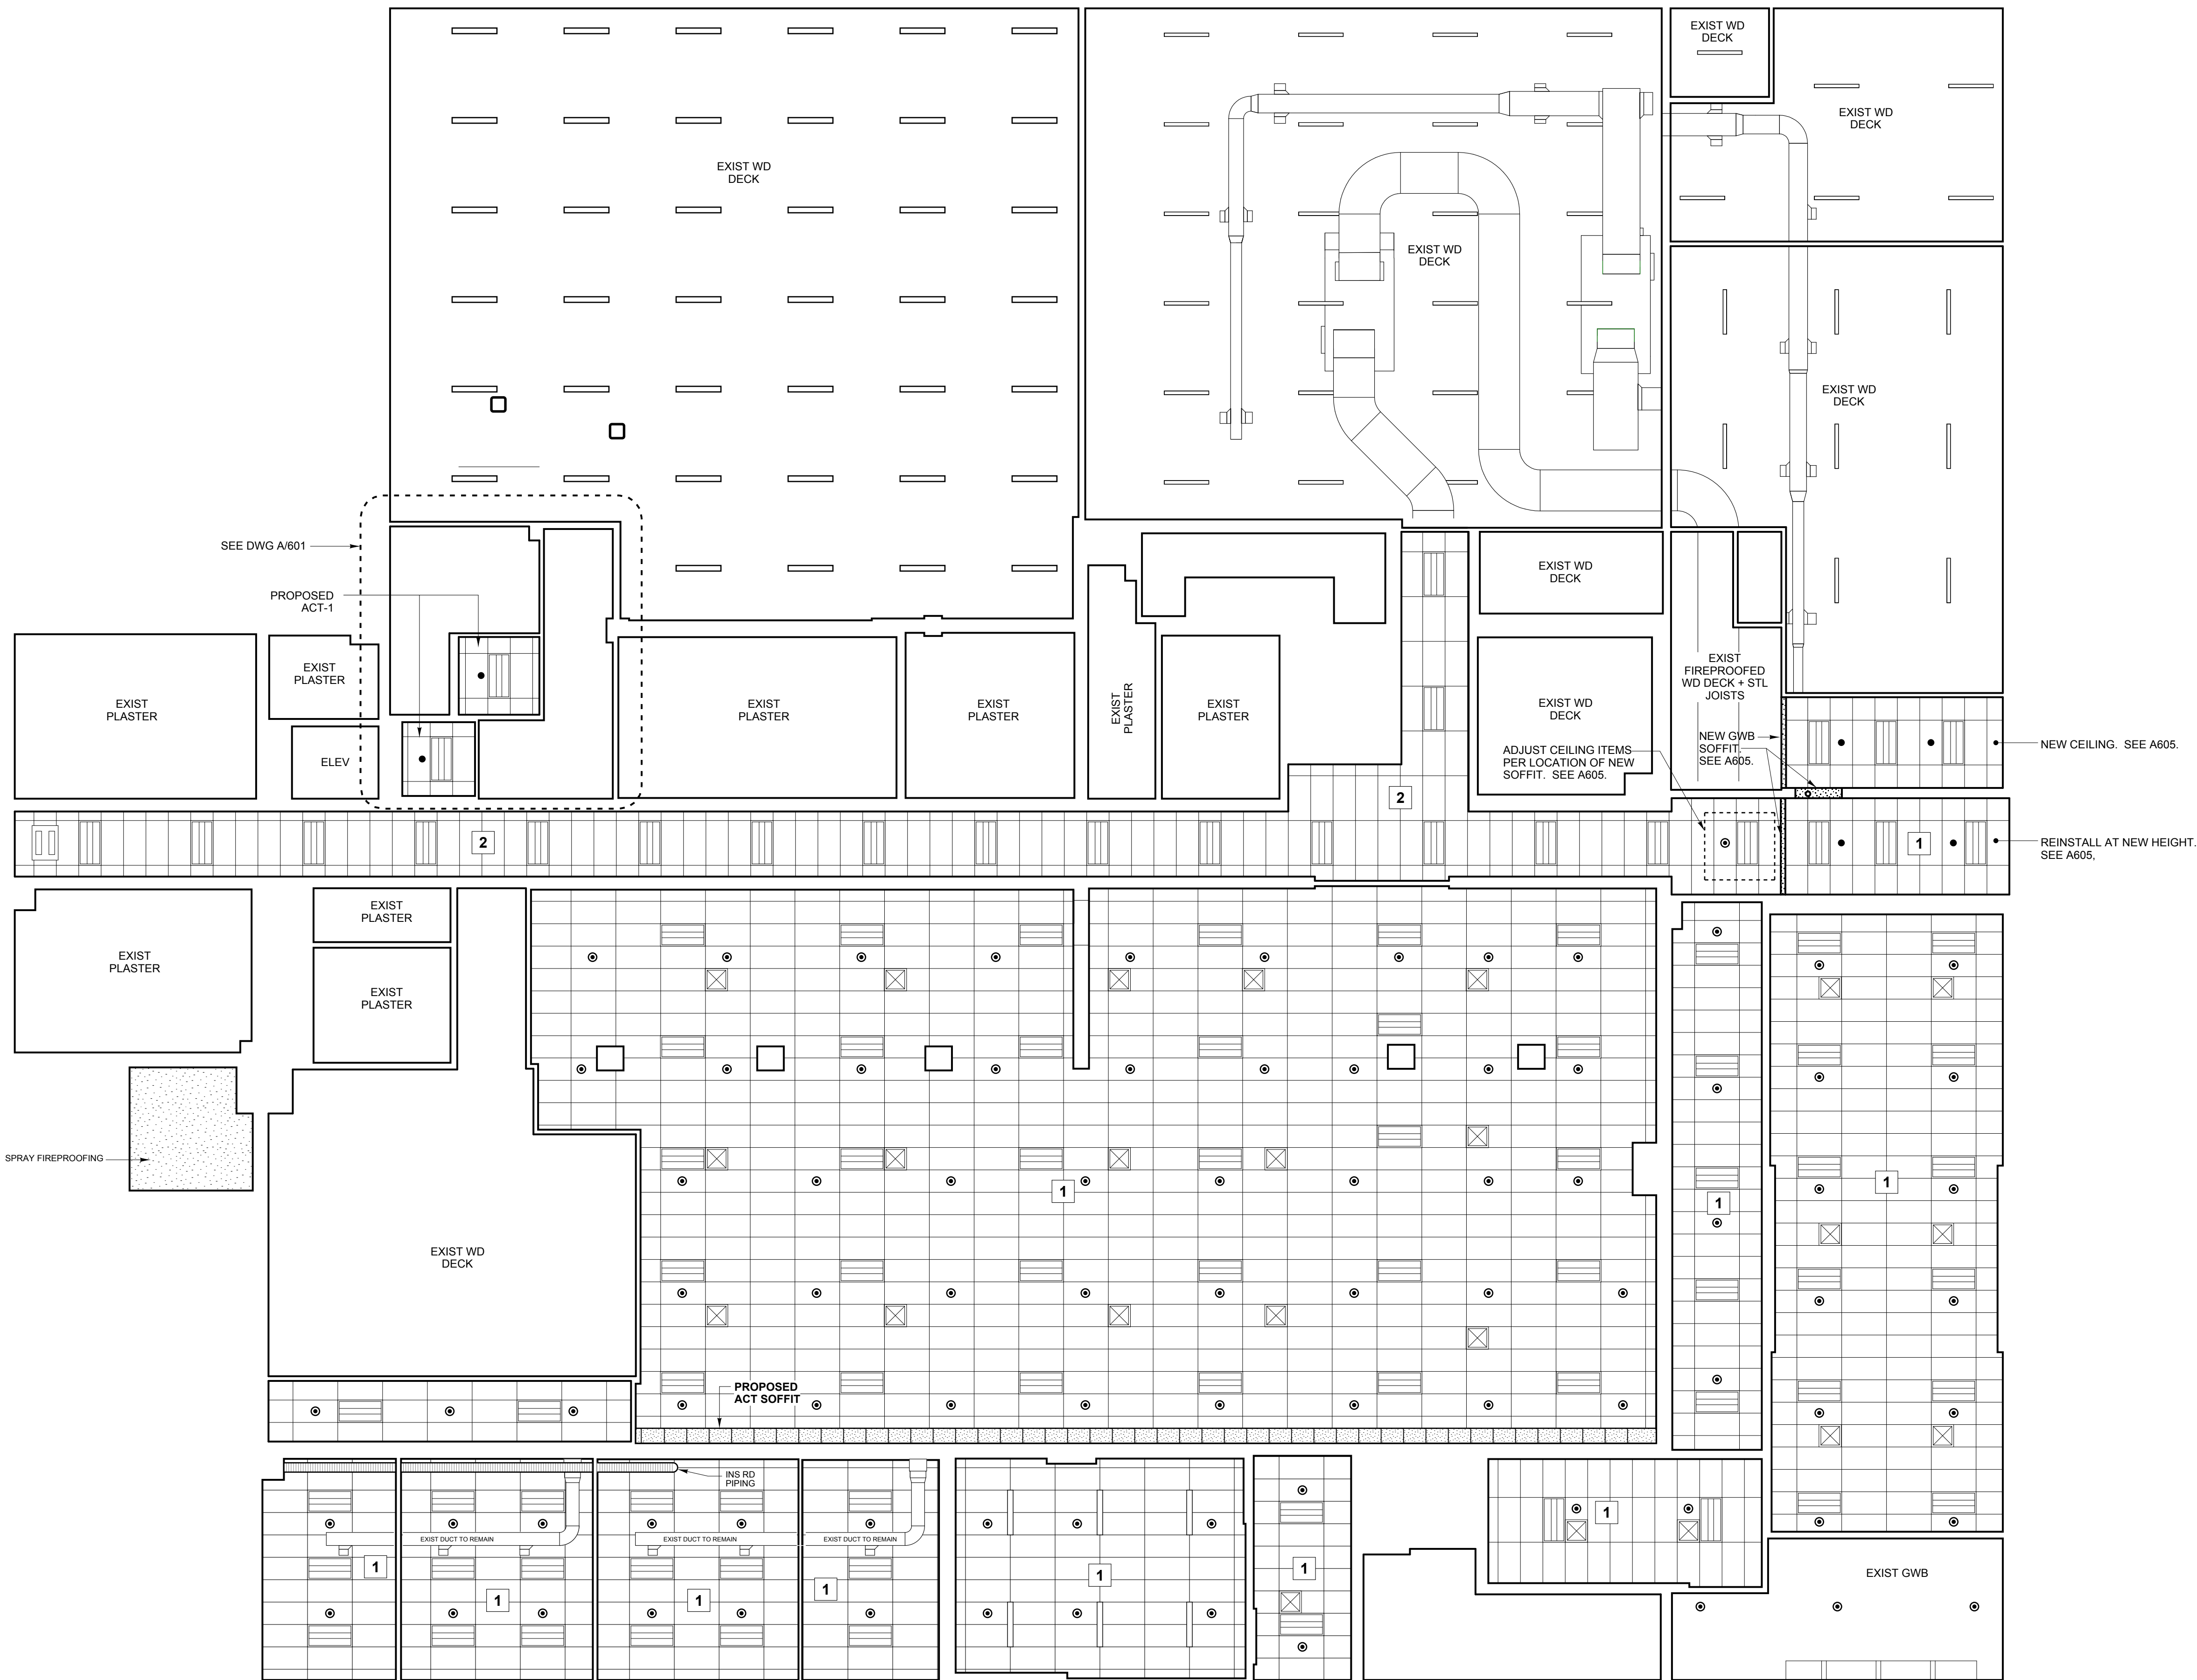 EXIST WD
DECK
EXIST WD
DECK
EXIST WD
DECK
EXIST WD
DECK
EXIST WD
DECK
SEE DWG A/601
PROPOSED
ACT-1
EXIST WD
DECK
EXIST
PLASTER
EXIST
PLASTER
ELEV
EXIST
PLASTER
EXIST
PLASTER
EXIST
PLASTER
EXIST
PLASTER
EXIST WD
DECK
EXIST
FIREPROOFED
WD DECK + STL
JOISTS
ADJUST CEILING ITEMS
PER LOCATION OF NEW
SOFFIT.  SEE A605.
NEW GWB
SOFFIT.
SEE A605.
NEW CEILING.  SEE A605.
2
2
1
REINSTALL AT NEW HEIGHT.
SEE A605,
EXIST
PLASTER
EXIST
PLASTER
EXIST
PLASTER
SPRAY FIREPROOFING
EXIST WD
DECK
1
1
1
PROPOSED
ACT SOFFIT
INS RD
PIPING
EXIST DUCT TO REMAIN
EXIST DUCT TO REMAIN
EXIST DUCT TO REMAIN
1
1
1
1
1
1
1
EXIST GWB